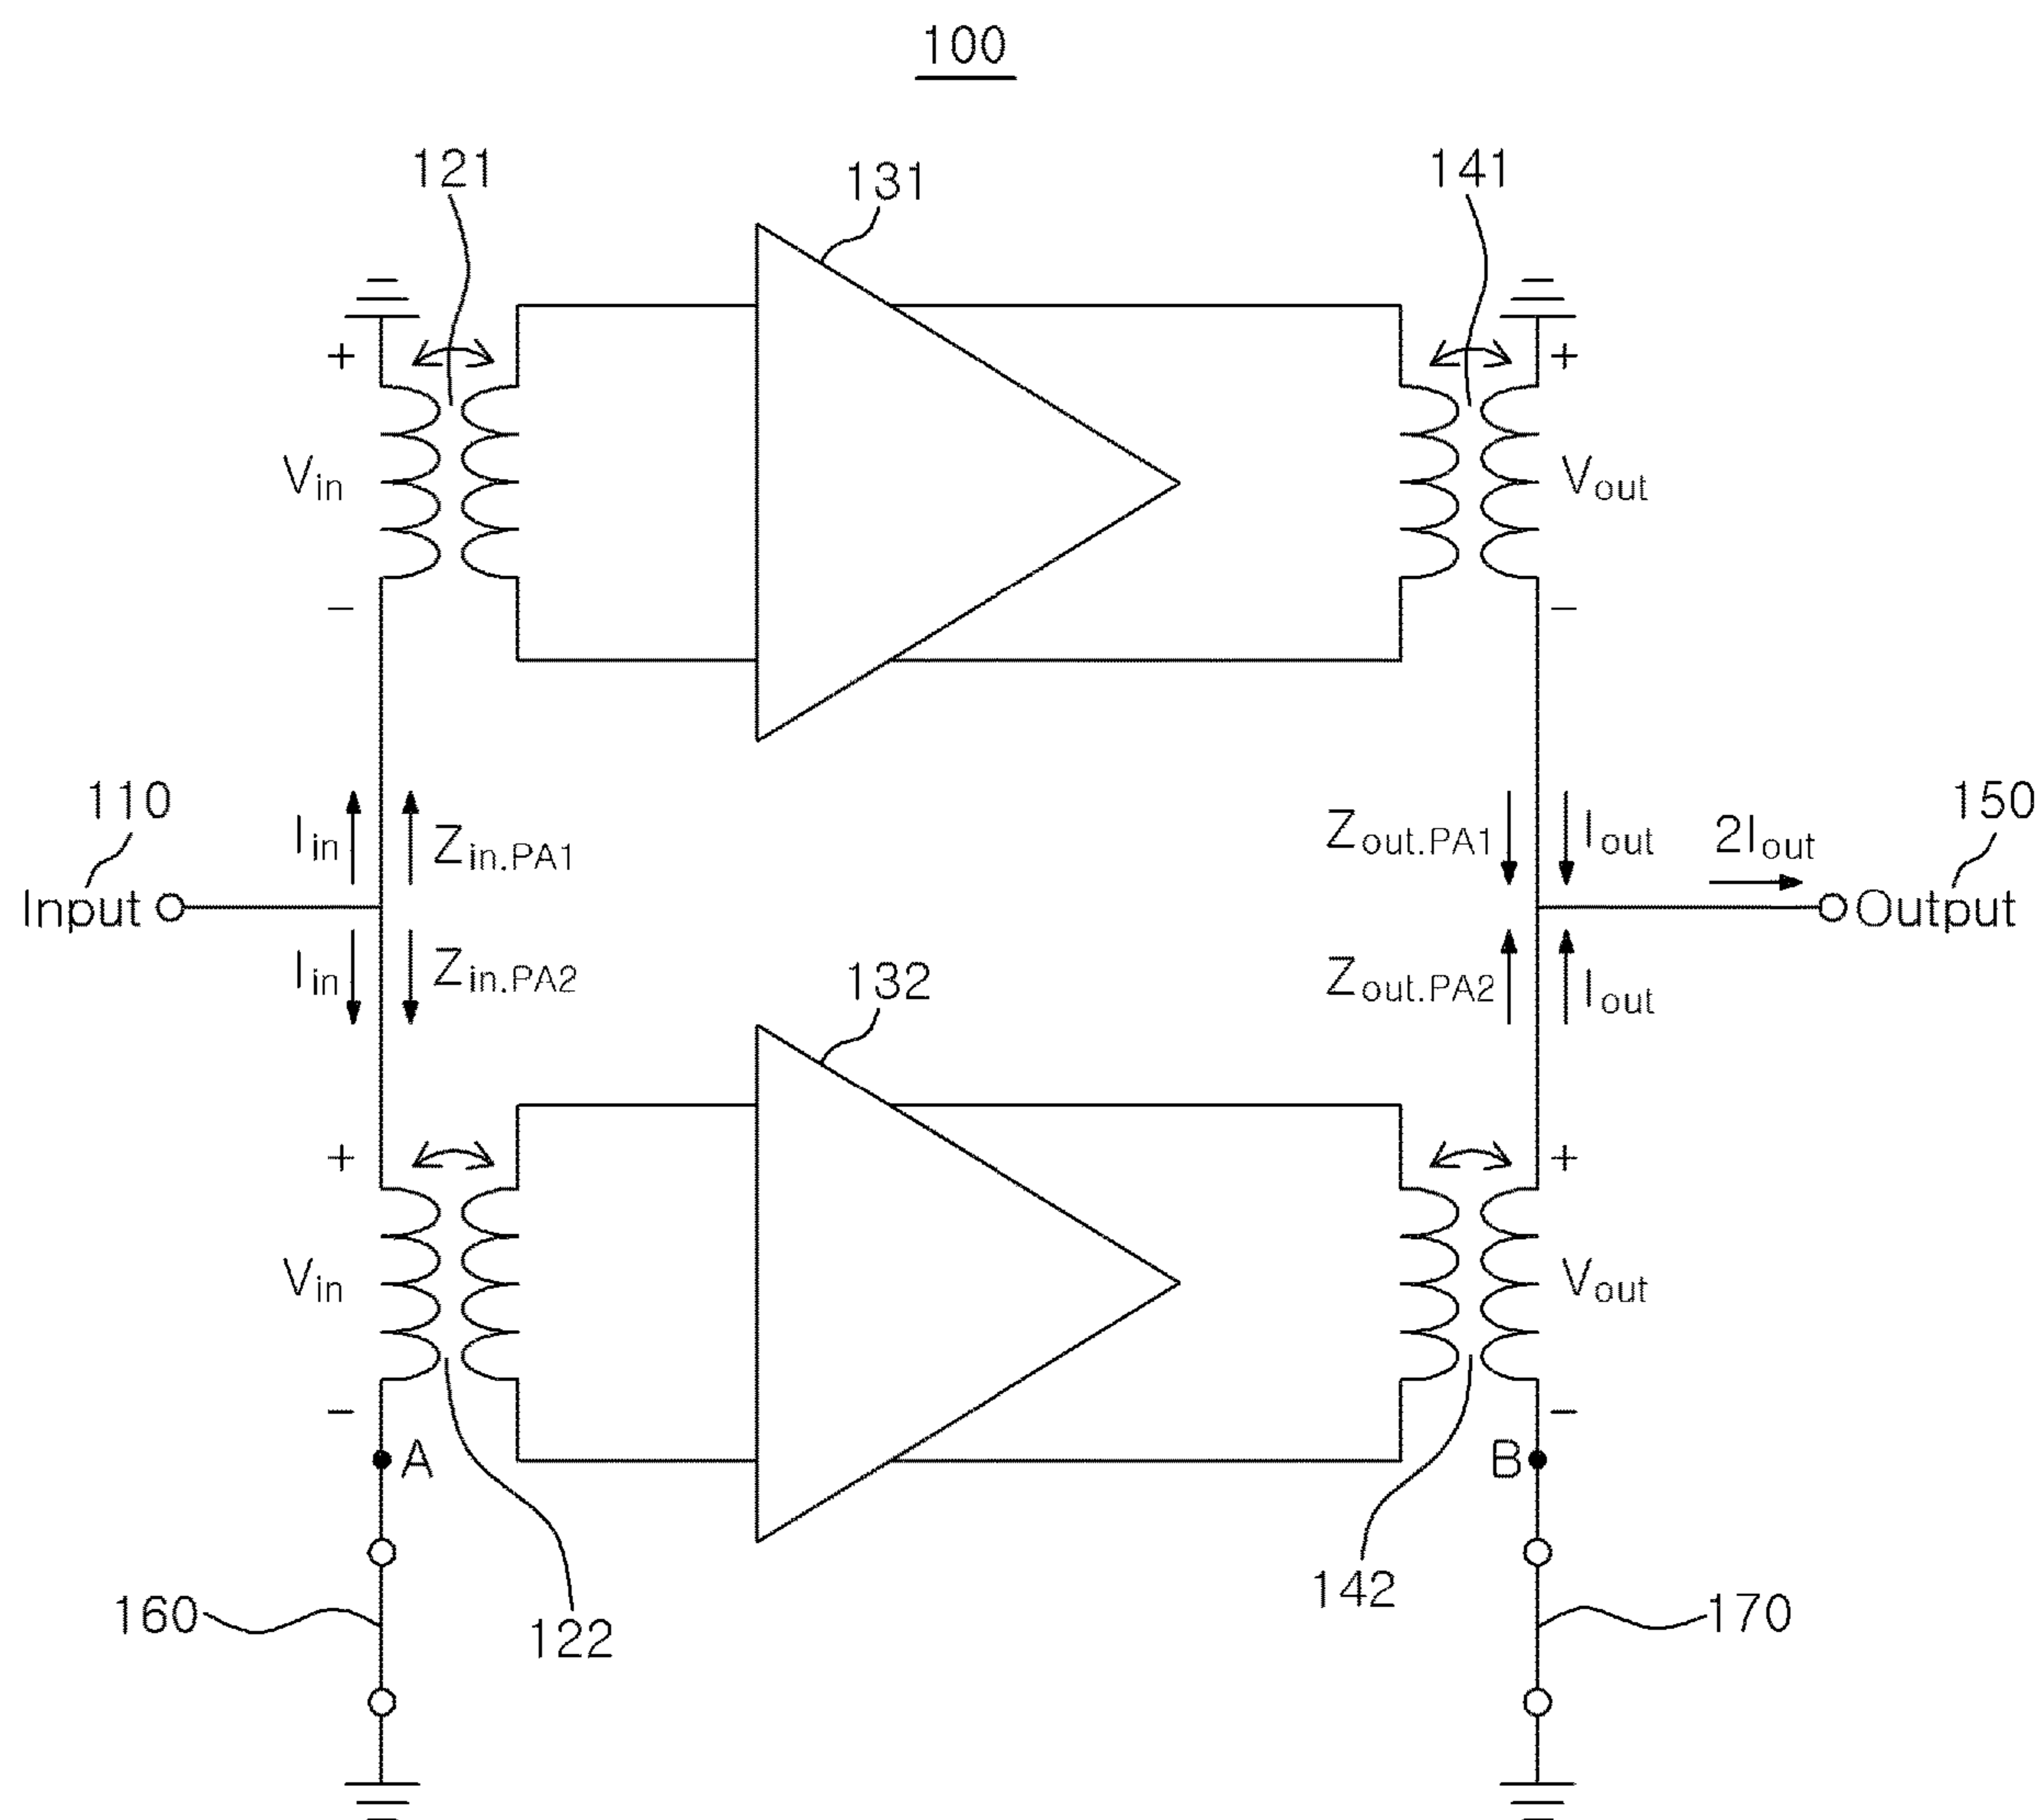 100
121
131
141
+
+
Vin
Vout
−
−
110
Iin
Zin.PA1
Zout.PA1
Iout
2Iout
150
Input
Output
Iin
Zin.PA2
132
Zout.PA2
Iout
+
+
Vin
Vout
−
−
A
B
160
122
142
170